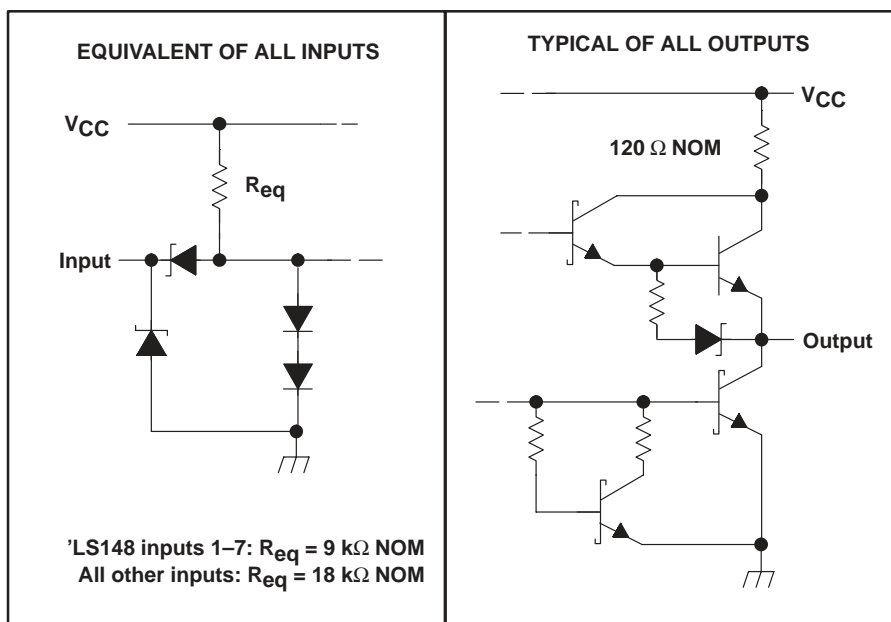 EQUIVALENT OF ALL INPUTS
VCC
Req
Input
'LS148 inputs 1–7: Req = 9 kΩ NOM
All other inputs: Req = 18 kΩ NOM
TYPICAL OF ALL OUTPUTS
VCC
120 Ω NOM
Output